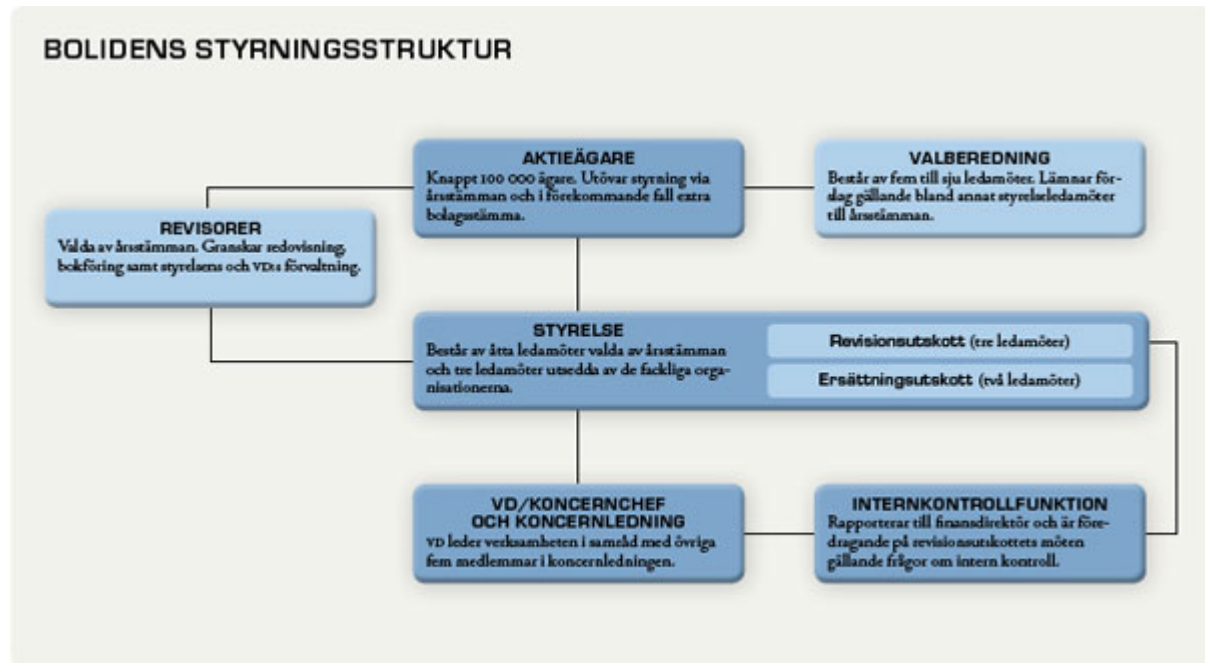 BOLIDENS STYRNINGSSTRUKTUR
AKTIEÄGARE
Knappt 100 000 ägare. Utövar styrning via
årsstämman och i förekommande fall extra
bolagsstämma.
VALBEREDNING
Består av fem till sju ledamöter. Lämnar för-
slag gällande bland annat styrelseledamöter
till årsstämman.
REVISORER
Valda av årsstämman. Granskar redovisning,
bokföring samt styrelsens och VD:s förvaltning.
STYRELSE
Består av åtta ledamöter valda av årsstämman
och tre ledamöter utsedda av de fackliga orga-
nisationerna.
Revisionsutskott (tre ledamöter)
Ersättningsutskott (två ledamöter)
VD/KONCERNCHEF
OCH KONCERNLEDNING
VD leder verksamheten i samråd med övriga
fem medlemmar i koncernledningen.
INTERNKONTROLLFUNKTION
Rapporterar till finansdirektör och är före-
dragande på revisionsutskottets möten
gällande frågor om intern kontroll.